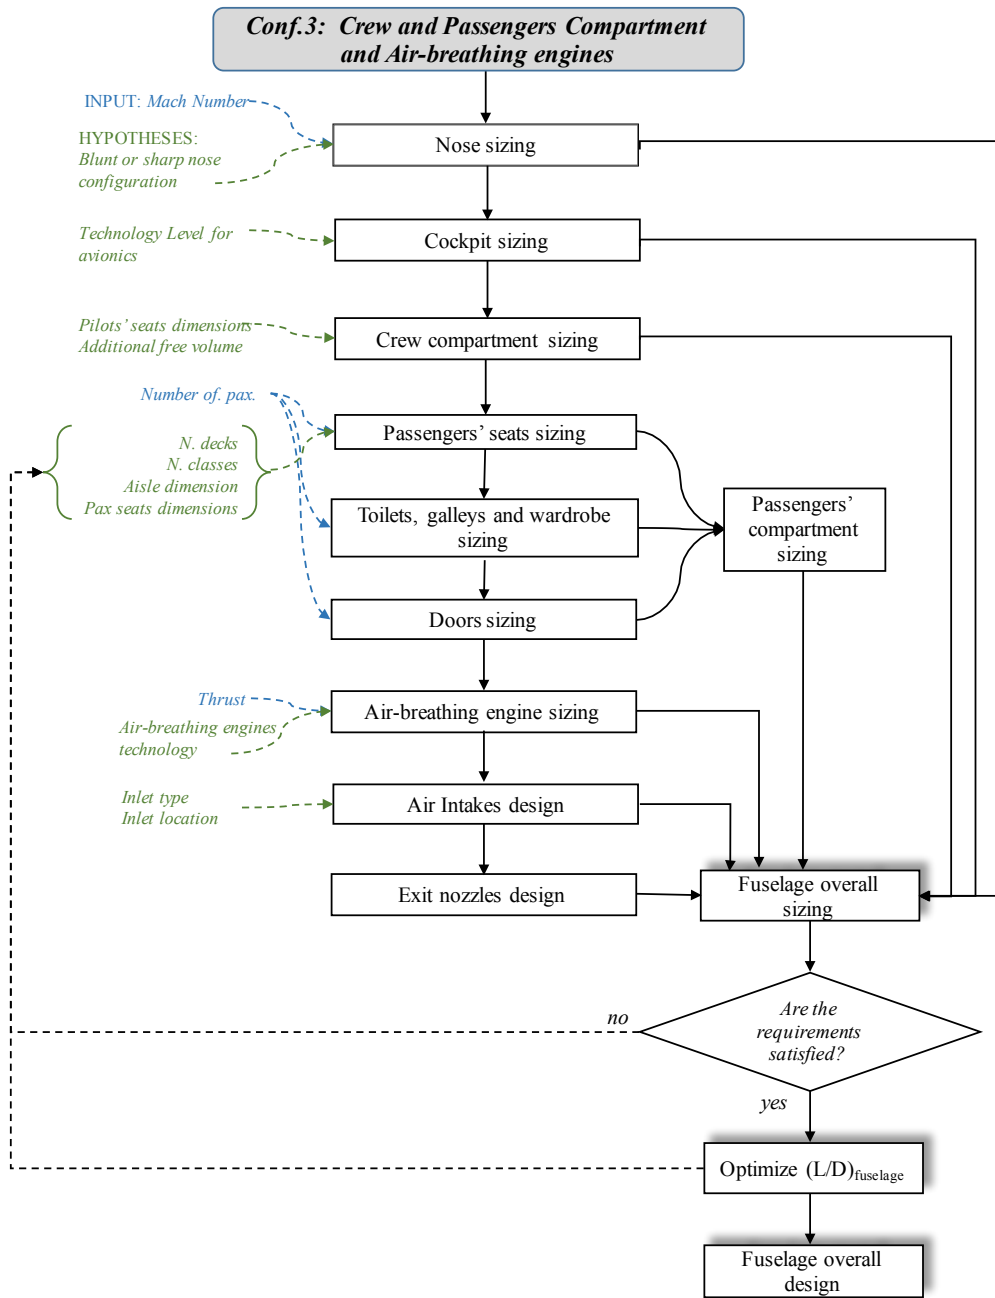 Conf.3: Crew and Passengers Compartment
and Air-breathing engines
INPUT: Mach Number
HYPOTHESES:
Blunt or sharp nose
configuration
Nose sizing
Technology Level for
avionics
Cockpit sizing
Pilots' seats dimensions
Additional free volume
Crew compartment sizing
Number of. pax.
N. decks
N. classes
Aisle dimension
Pax seats dimensions
Passengers' seats sizing
Toilets, galleys and wardrobe
sizing
Doors sizing
Passengers'
compartment
sizing
Thrust
Air-breathing engines
technology
Air-breathing engine sizing
Inlet type
Inlet location
Air Intakes design
Exit nozzles design
Fuselage overall
sizing
Are the
requirements
satisfied?
no
yes
Optimize (L/D)fuselage
Fuselage overall
design